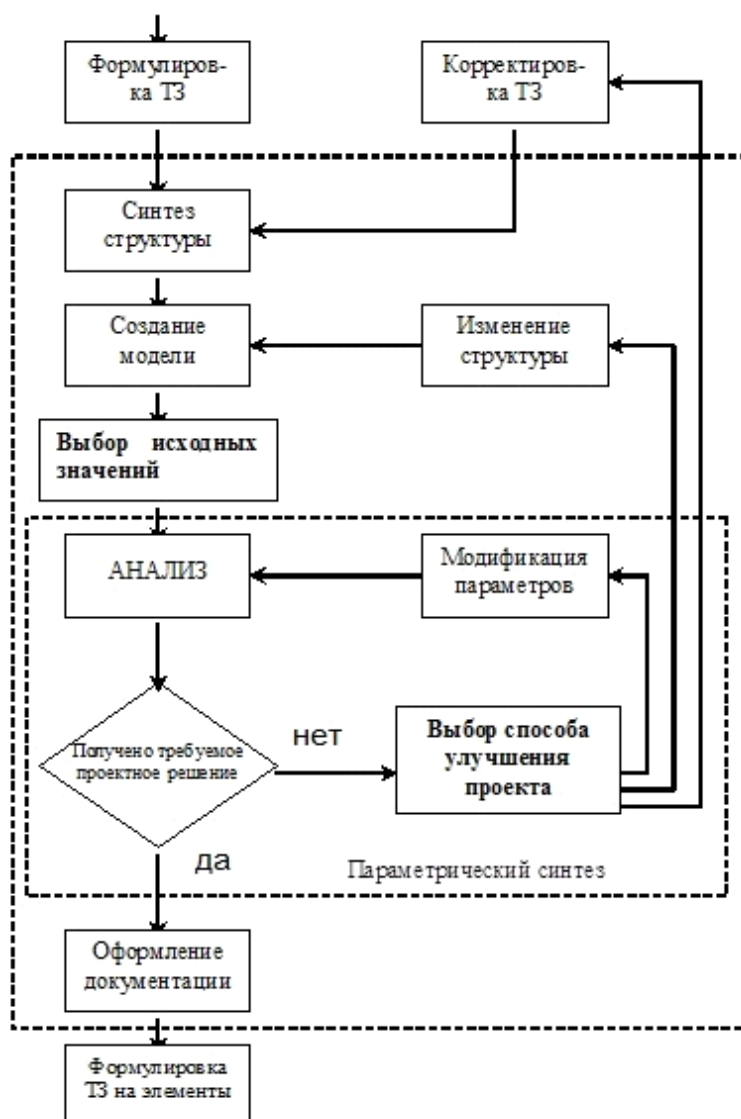 Формулиров-
ка ТЗ
Корректиров-
ка ТЗ
Синтез
структуры
Создание
модели
Изменение
структуры
Выбор исходных
значений
АНАЛИЗ
Модификация
параметров
Получено требуемое
проектное решение
нет
Выбор способа
улучшения
проекта
да
Параметрический синтез
Оформление
документации
Формулировка
ТЗ на элементы